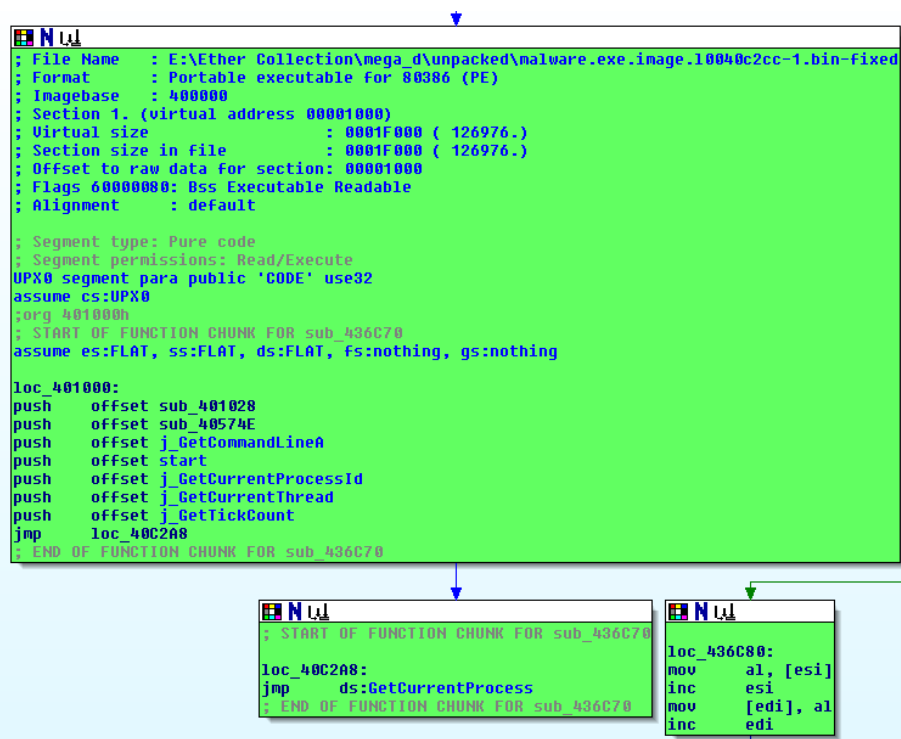 N
; File Name   : E:\Ether Collection\mega_d\unpacked\malware.exe.image.l0040c2cc-1.bin-fixed
; Format      : Portable executable for 80386 (PE)
; Imagebase   : 400000
; Section 1. (virtual address 00001000)
; Virtual size                  : 0001F000 ( 126976.)
; Section size in file          : 0001F000 ( 126976.)
; Offset to raw data for section: 00001000
; Flags 60000080: Bss Executable Readable
; Alignment     : default
; Segment type: Pure code
; Segment permissions: Read/Execute
UPX0 segment para public 'CODE' use32
assume cs:UPX0
;org 401000h
; START OF FUNCTION CHUNK FOR sub_436C70
assume es:FLAT, ss:FLAT, ds:FLAT, fs:nothing, gs:nothing
loc_401000:
push    offset sub_401028
push    offset sub_40574E
push    offset j_GetCommandLineA
push    offset start
push    offset j_GetCurrentProcessId
push    offset j_GetCurrentThread
push    offset j_GetTickCount
jmp     loc_40C2A8
; END OF FUNCTION CHUNK FOR sub_436C70
N
; START OF FUNCTION CHUNK FOR sub_436C70
loc_40C2A8:
jmp     ds:GetCurrentProcess
; END OF FUNCTION CHUNK FOR sub_436C70
N
loc_436C80:
mov     al, [esi]
inc     esi
mov     [edi], al
inc     edi